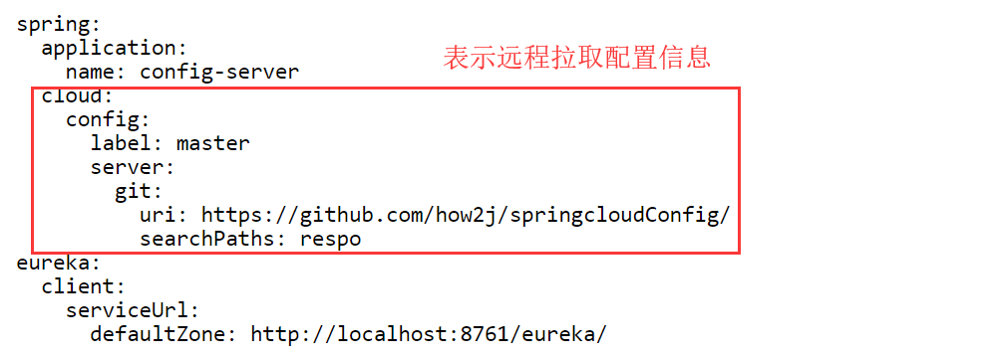 spring:
  application:
    name: config-server
表示远程拉取配置信息
  cloud:
    config:
      label: master
      server:
        git:
          uri: https://github.com/how2j/springcloudConfig/
          searchPaths: respo
eureka:
  client:
    serviceUrl:
      defaultZone: http://localhost:8761/eureka/